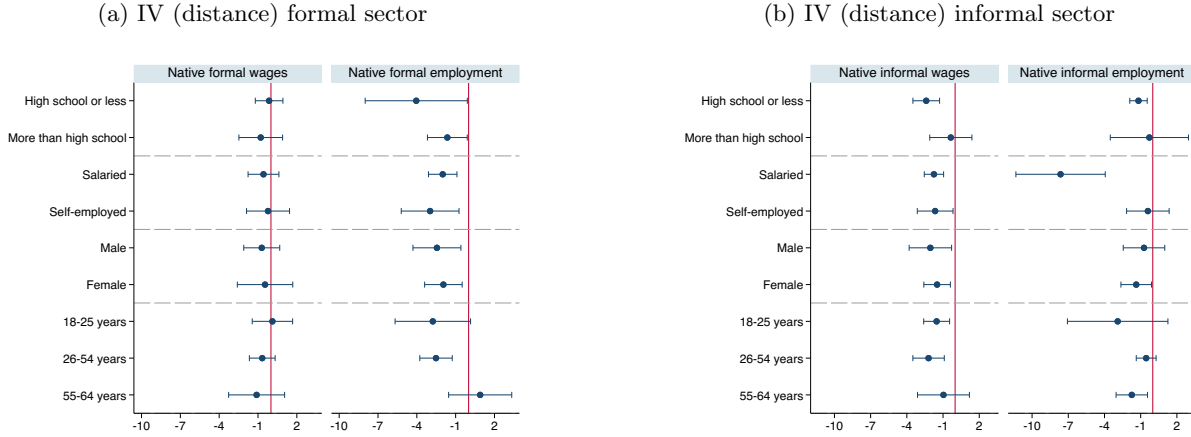 (a) IV (distance) formal sector
Native formal wages
Native formal employment
High school or less
More than high school
Salaried
Self-employed
Male
Female
18-25 years
26-54 years
55-64 years
-10 -7 -4 -1 2
-10 -7 -4 -1 2
(b) IV (distance) informal sector
Native informal wages
Native informal employment
High school or less
More than high school
Salaried
Self-employed
Male
Female
18-25 years
26-54 years
55-64 years
-10 -7 -4 -1 2
-10 -7 -4 -1 2